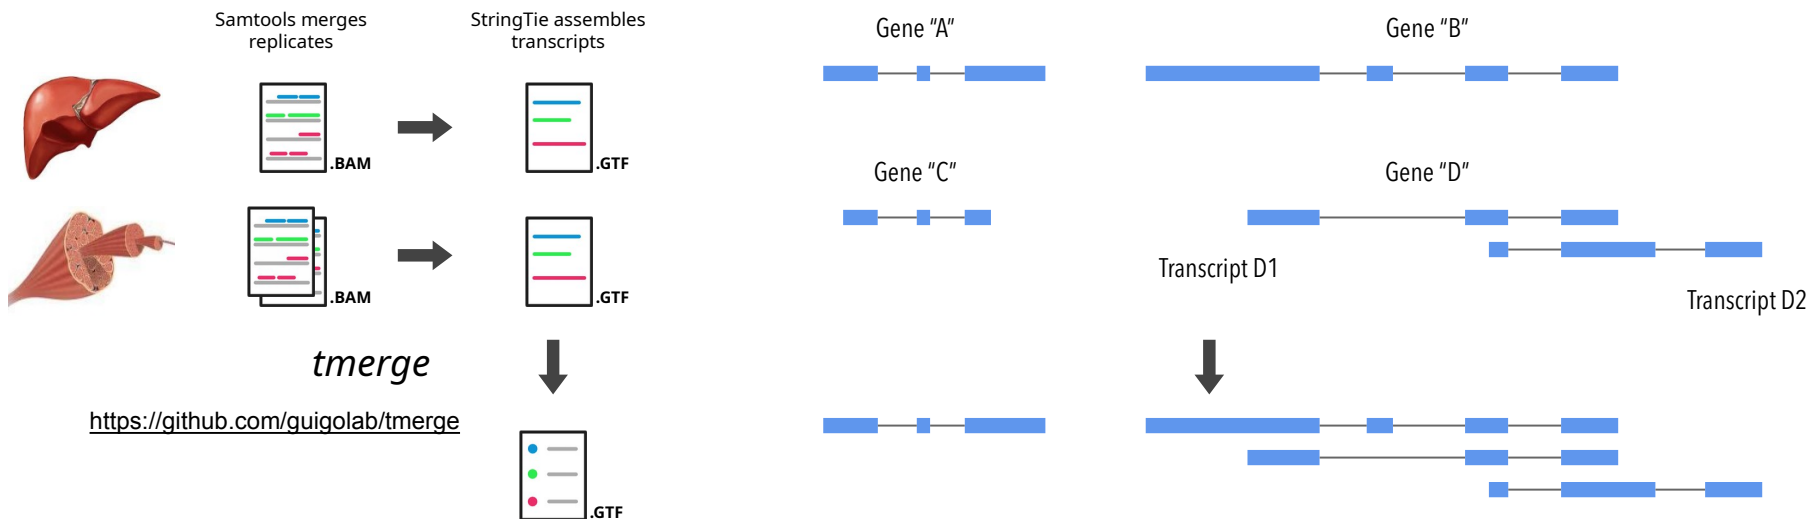 Samtools merges
replicates
StringTie assembles
transcripts
Gene “A”
Gene “B”
.BAM
.GTF
Gene “C”
Gene “D”
.BAM
.GTF
Transcript D1
Transcript D2
tmerge
https://github.com/guigolab/tmerge
.GTF